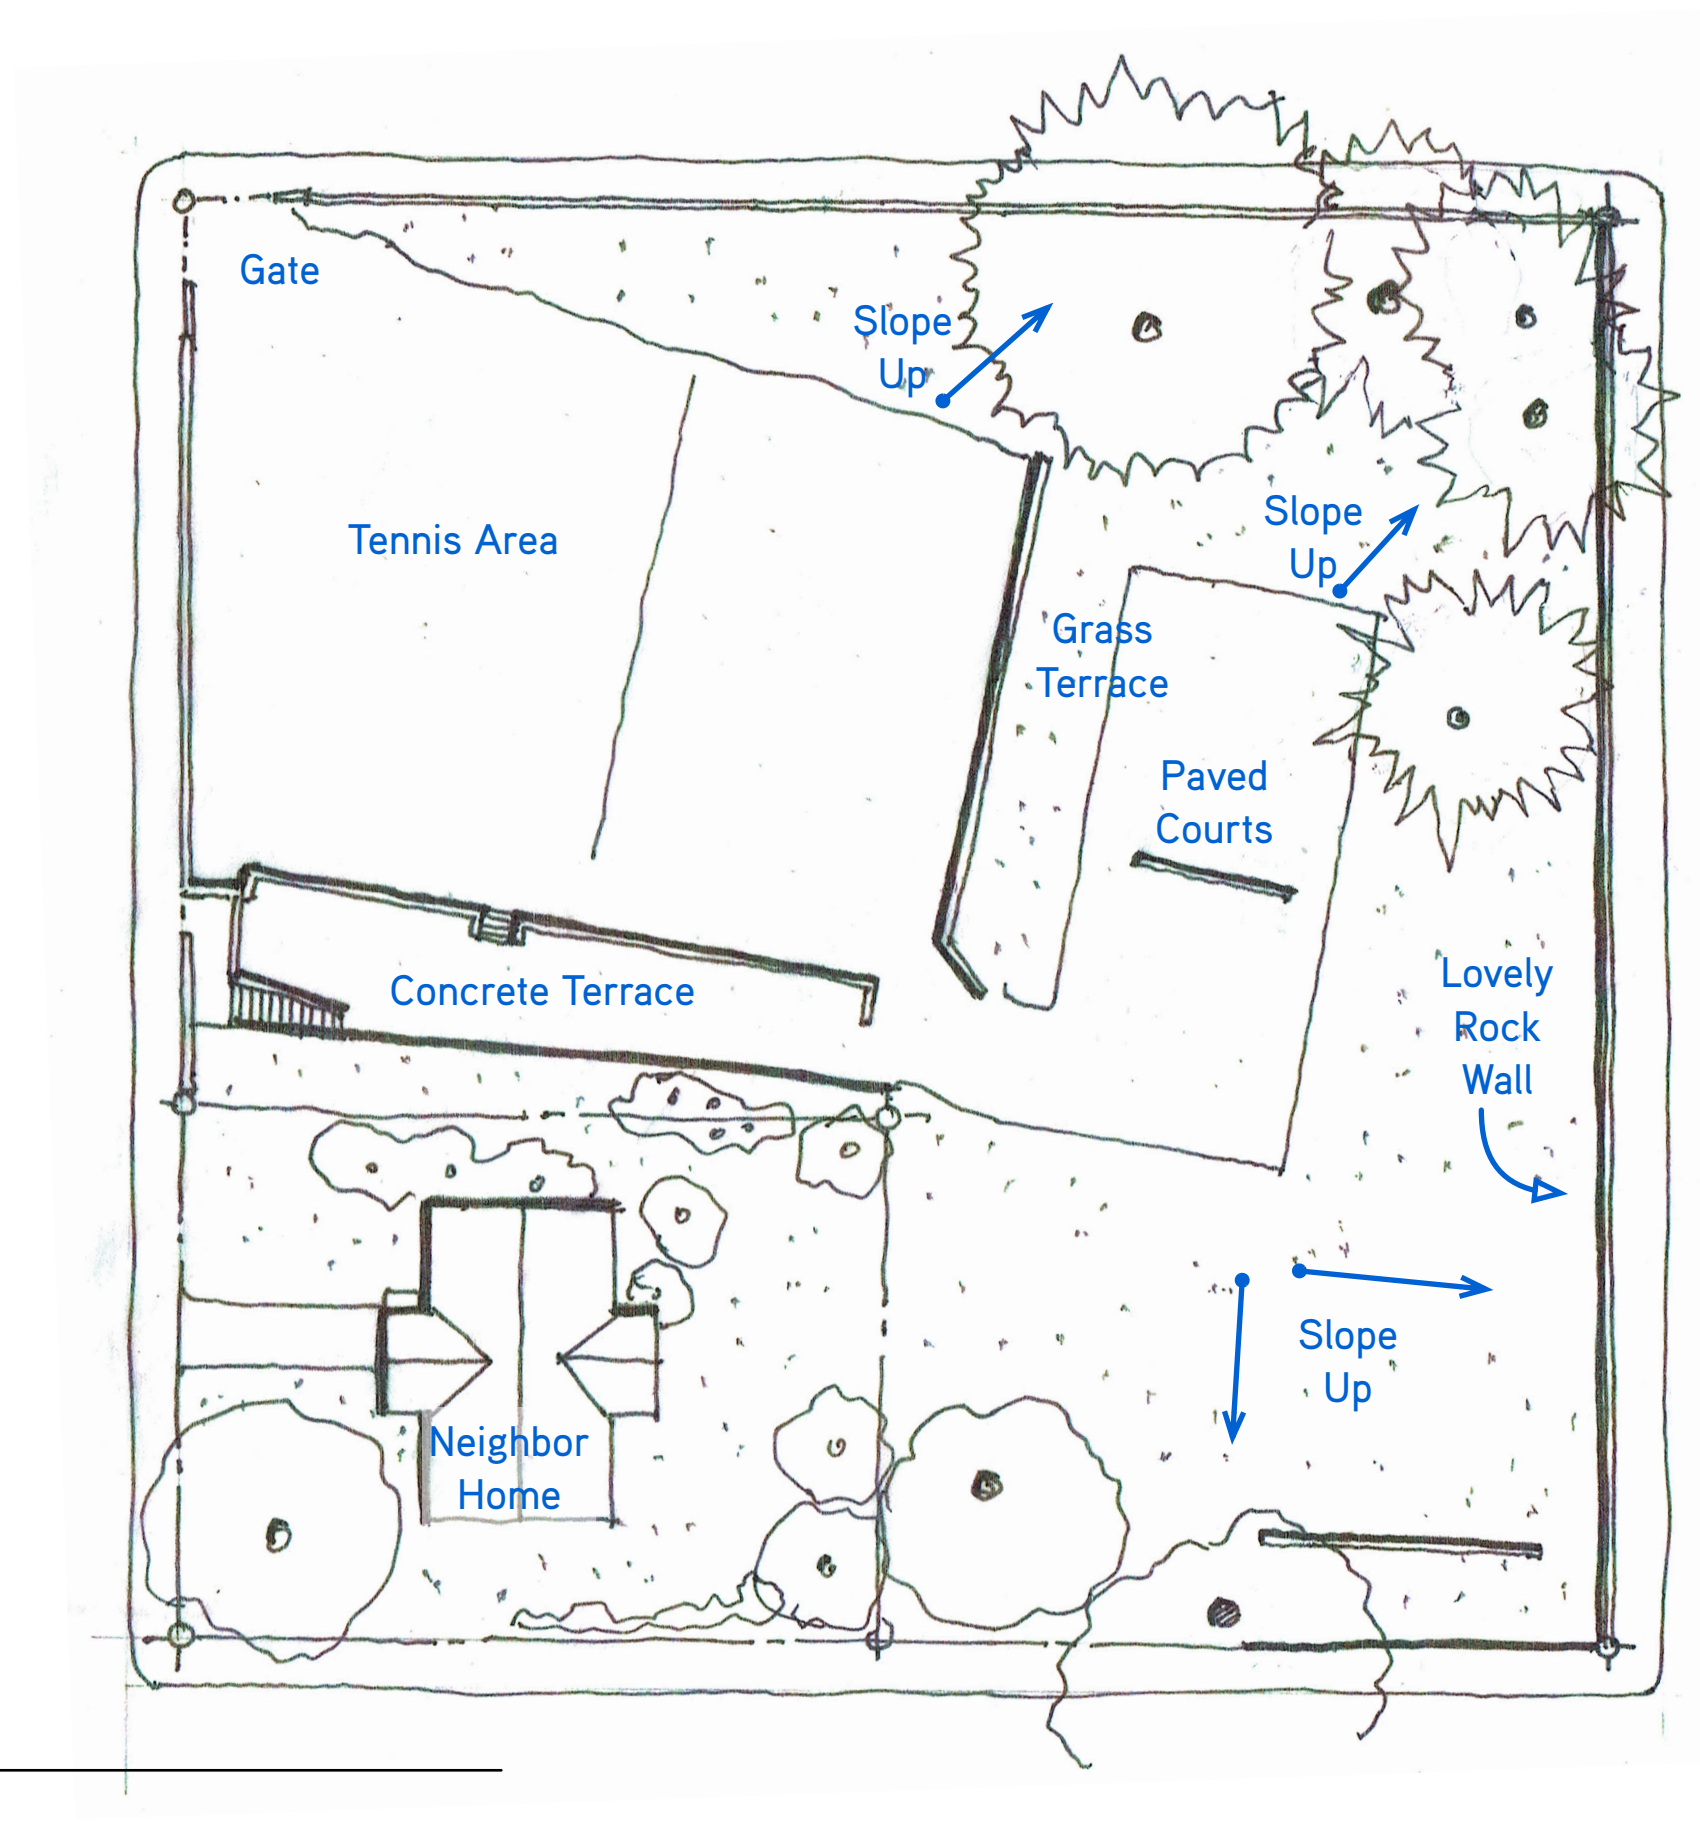 Gate
Slope
Up
Tennis Area
Slope
Up
Grass
Terrace
Paved
Courts
Concrete Terrace
Lovely
Rock
Wall
Slope
Up
Neighbor
Home